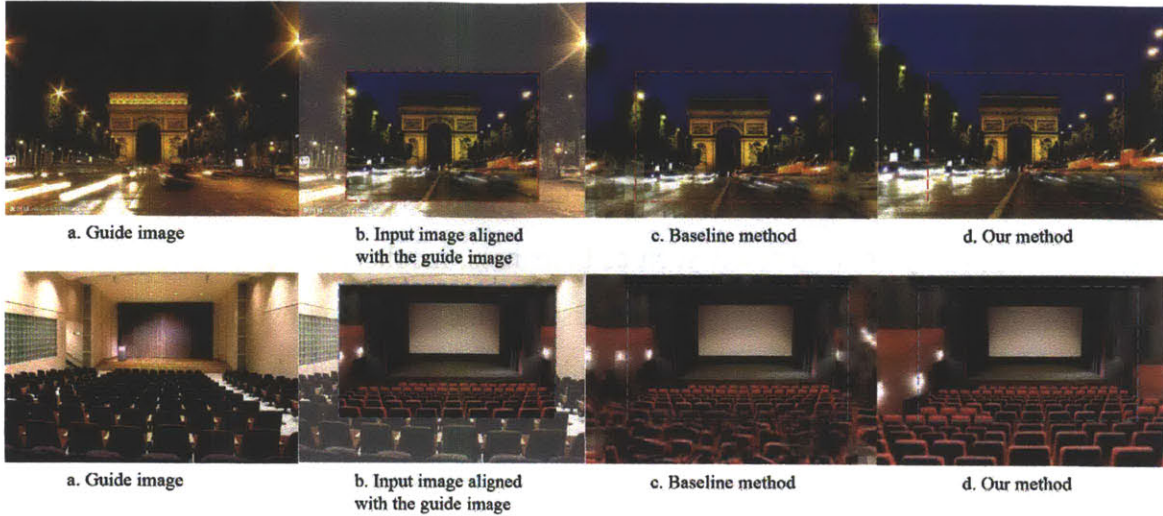 a. Guide image
b. Input image aligned
with the guide image
c. Baseline method
d. Our method
a. Guide image
b. Input image aligned
with the guide image
c. Baseline method
d. Our method